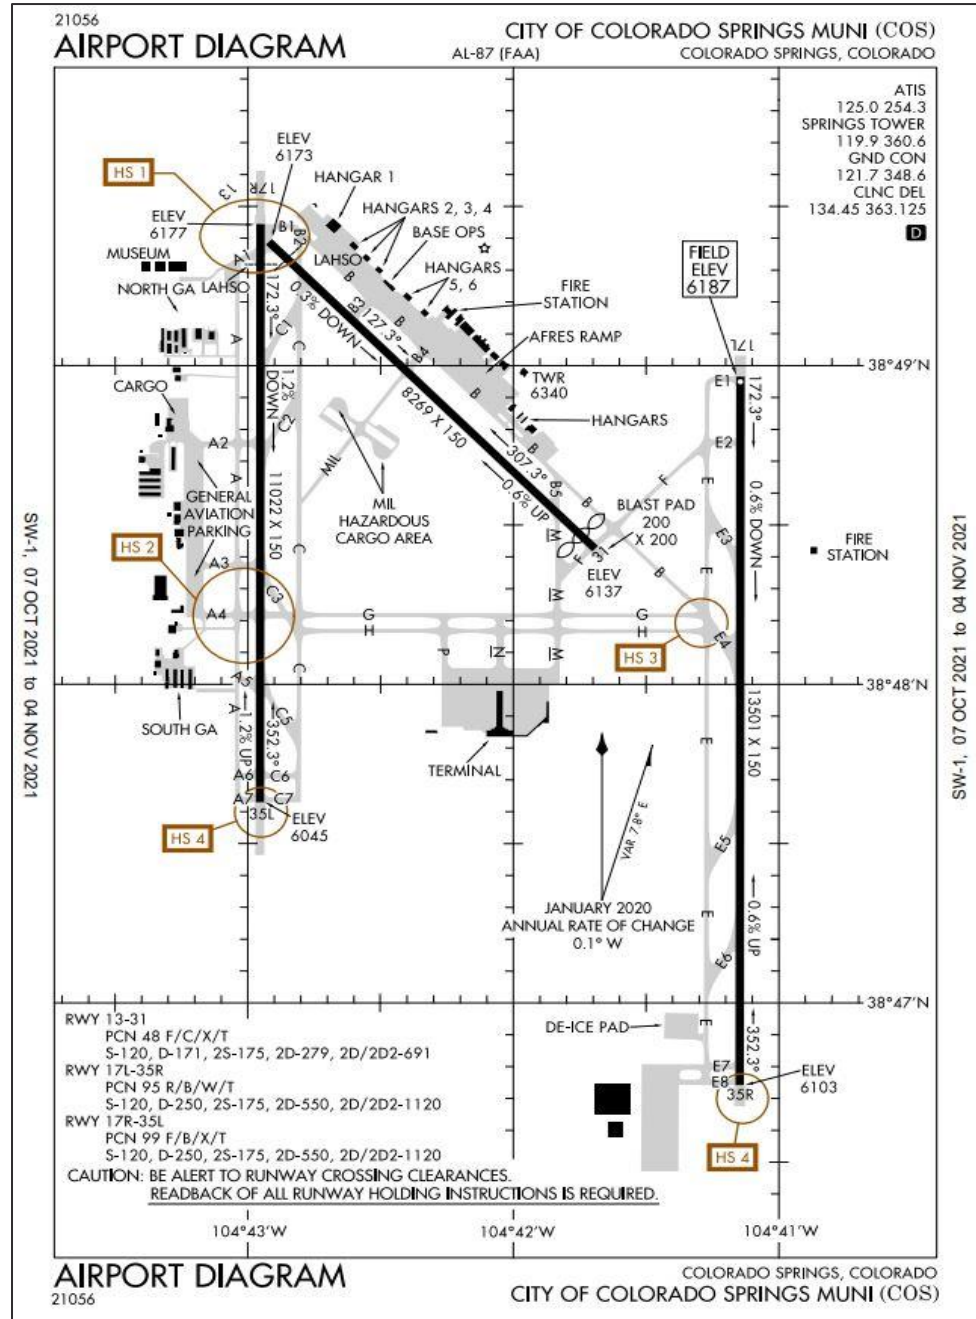 21056
AIRPORT DIAGRAM
AL-87 (FAA)
CITY OF COLORADO SPRINGS MUNI (COS)
COLORADO SPRINGS, COLORADO
ATIS
125.0 254.3
SPRINGS TOWER
119.9 360.6
GND CON
121.7 348.6
CLNC DEL
134.45 363.125
D
HS 1
13
17R
ELEV
6173
HANGAR 1
HANGARS 2, 3, 4
BASE OPS
HANGARS
5, 6
ELEV
6177
B1
B2
LAHSO
MUSEUM
A1
NORTH GA
LAHSO
172.3°
0.3% DOWN
127.3°
B
B3
B
B4
FIRE
STATION
AFRES RAMP
TWR
6340
HANGARS
FIELD
ELEV
6187
17L
38°49'N
E1
172.3°
A
C1
C
CARGO
1.2%
DOWN
C2
8269 X 150
B
A2
A
11022 X 150
MIL
MIL
HAZARDOUS
CARGO AREA
307.3°
0.6% UP
B
B5
B
F
E2
E
0.6% DOWN
GENERAL
AVIATION
PARKING
C
M
F
BLAST PAD
200
X 200
31
ELEV
6137
B
E3
E
FIRE
STATION
HS 2
A3
C3
A4
G
H
M
G
H
E4
HS 3
P
N
M
C
A5
38°48'N
SOUTH GA
A
1.2% UP
352.3°
C5
TERMINAL
13501 X 150
E
A6
C6
A7
C7
35L
ELEV
6045
HS 4
VAR 7.8° E
JANUARY 2020
ANNUAL RATE OF CHANGE
0.1° W
E5
E
0.6% UP
E6
38°47'N
DE-ICE PAD
E
352.3°
E7
E8
35R
ELEV
6103
HS 4
RWY 13-31
PCN 48 F/C/X/T
S-120, D-171, 2S-175, 2D-279, 2D/2D2-691
RWY 17L-35R
PCN 95 R/B/W/T
S-120, D-250, 2S-175, 2D-550, 2D/2D2-1120
RWY 17R-35L
PCN 99 F/B/X/T
S-120, D-250, 2S-175, 2D-550, 2D/2D2-1120
CAUTION: BE ALERT TO RUNWAY CROSSING CLEARANCES.
READBACK OF ALL RUNWAY HOLDING INSTRUCTIONS IS REQUIRED.
104°43'W
104°42'W
104°41'W
SW-1, 07 OCT 2021 to 04 NOV 2021
SW-1, 07 OCT 2021 to 04 NOV 2021
AIRPORT DIAGRAM
21056
COLORADO SPRINGS, COLORADO
CITY OF COLORADO SPRINGS MUNI (COS)